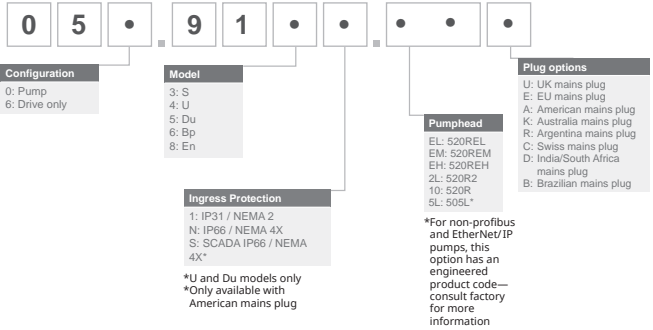 0 5 • . 9 1 • • . • • •
Configuration
0: Pump
6: Drive only
Model
3: S
4: U
5: Du
6: Bp
8: En
Ingress Protection
1: IP31 / NEMA 2
N: IP66 / NEMA 4X
S: SCADA IP66 / NEMA
4X*
*U and Du models only
*Only available with
American mains plug
Pumphead
EL: 520REL
EM: 520REM
EH: 520REH
2L: 520R2
10: 520R
5L: 505L*
*For non-profibus
and EtherNet/IP
pumps, this
option has an
engineered
product code—
consult factory
for more
information
Plug options
U: UK mains plug
E: EU mains plug
A: American mains plug
K: Australia mains plug
R: Argentina mains plug
C: Swiss mains plug
D: India/South Africa
mains plug
B: Brazilian mains plug